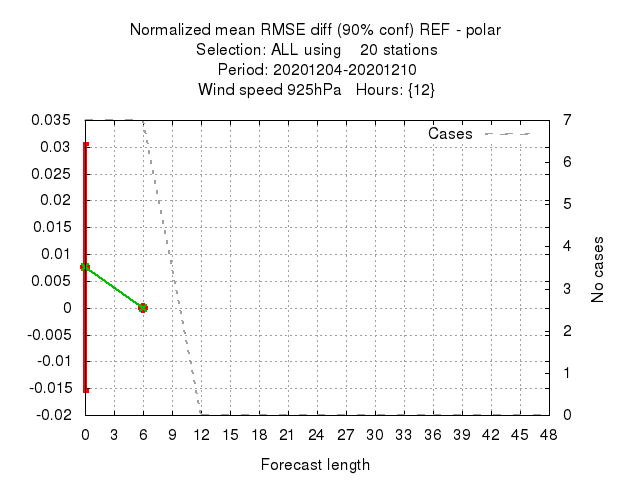 Normalized mean RMSE diff (90% conf) REF - polar
Selection: ALL using    20 stations
Period: 20201204-20201210
Wind speed 925hPa   Hours: {12}
Cases
0.035
0.03
0.025
0.02
0.015
0.01
0.005
0
-0.005
-0.01
-0.015
-0.02
7
6
5
4
3
2
1
0
No cases
0 3 6 9 12 15 18 21 24 27 30 33 36 39 42 45 48
Forecast length